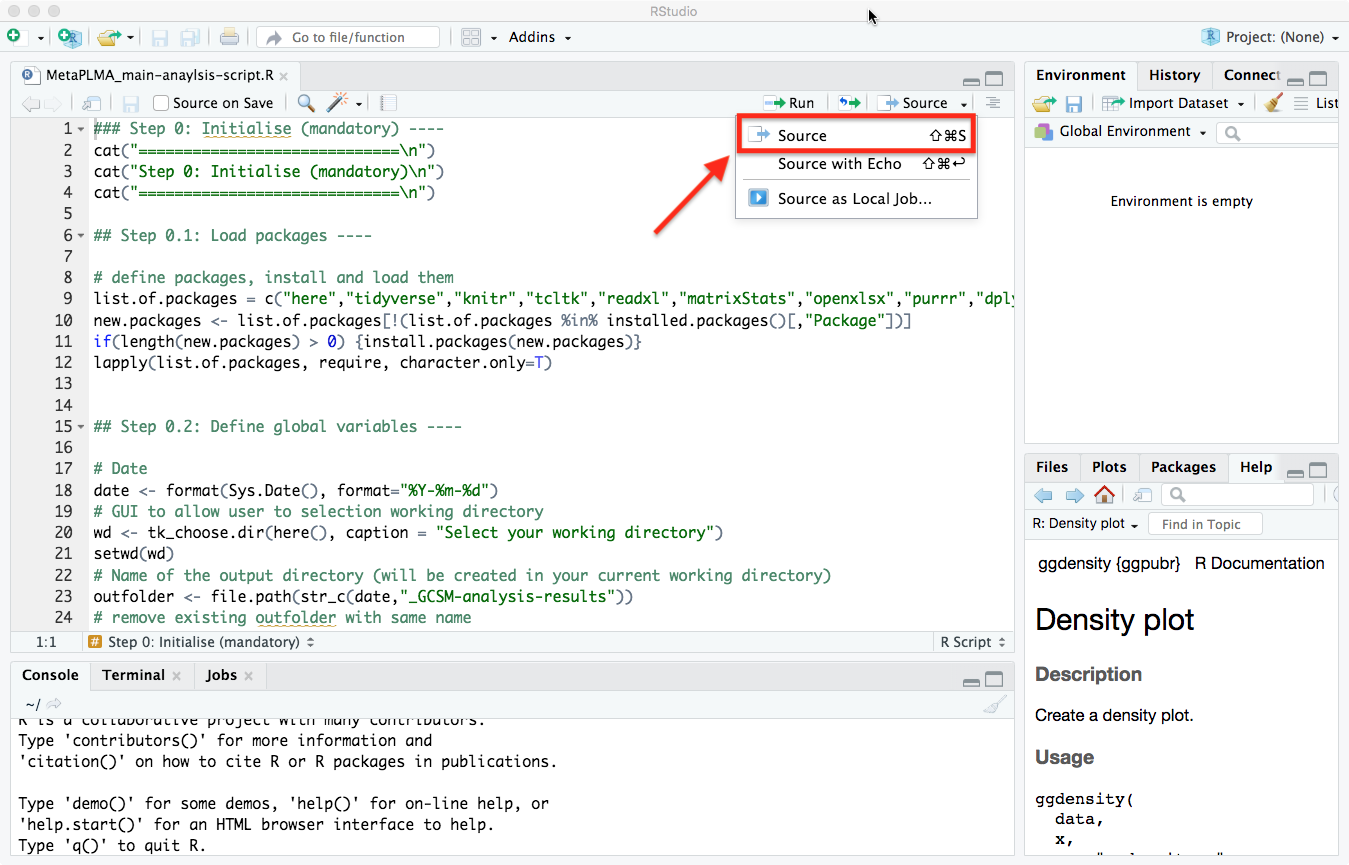 RStudio
Go to file/function
Addins
Project: (None)
MetaPLMA_main-anaylsis-script.R
Source on Save
Run
Source
Source ⇧⌘S
Source with Echo ⇧⌘↩
Source as Local Job...
1 ### Step 0: Initialise (mandatory) ----
2 cat("=============================\n")
3 cat("Step 0: Initialise (mandatory)\n")
4 cat("=============================\n")
5
6 ## Step 0.1: Load packages ----
7
8 # define packages, install and load them
9 list.of.packages = c("here","tidyverse","knitr","tcltk","readxl","matrixStats","openxlsx","purrr","dply
10 new.packages <- list.of.packages[!(list.of.packages %in% installed.packages()[,"Package"])]
11 if(length(new.packages) > 0) {install.packages(new.packages)}
12 lapply(list.of.packages, require, character.only=T)
13
14
15 ## Step 0.2: Define global variables ----
16
17 # Date
18 date <- format(Sys.Date(), format="%Y-%m-%d")
19 # GUI to allow user to selection working directory
20 wd <- tk_choose.dir(here(), caption = "Select your working directory")
21 setwd(wd)
22 # Name of the output directory (will be created in your current working directory)
23 outfolder <- file.path(str_c(date,"_GCSM-analysis-results"))
24 # remove existing outfolder with same name
1:1 # Step 0: Initialise (mandatory) R Script
Console Terminal Jobs
~/
R is a collaborative project with many contributors.
Type 'contributors()' for more information and
'citation()' on how to cite R or R packages in publications.
Type 'demo()' for some demos, 'help()' for on-line help, or
'help.start()' for an HTML browser interface to help.
Type 'q()' to quit R.
Environment History Connect
Import Dataset List
Global Environment
Environment is empty
Files Plots Packages Help
R: Density plot Find in Topic
ggdensity {ggpubr} R Documentation
Density plot
Description
Create a density plot.
Usage
ggdensity(
data,
x,